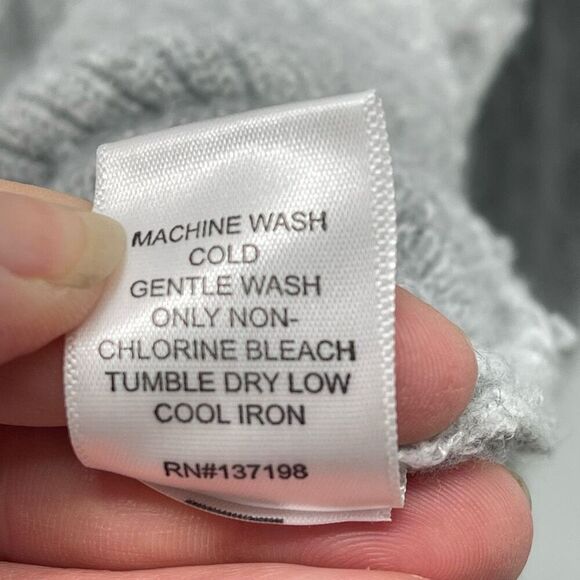 MACHINE WASH
COLD
GENTLE WASH
ONLY NON-
CHLORINE BLEACH
TUMBLE DRY LOW
COOL IRON
RN#137198